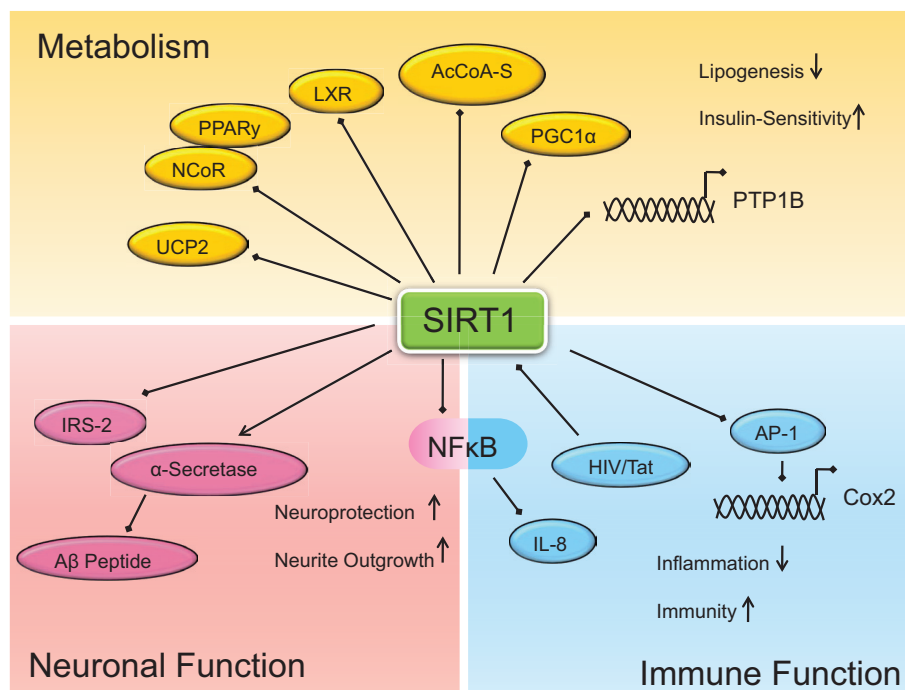 Metabolism
AcCoA-S
LXR
PPARγ
NCoR
UCP2
PGC1α
Lipogenesis ↓
Insulin-Sensitivity ↑
PTP1B
SIRT1
IRS-2
α-Secretase
Aβ Peptide
NFκB
Neuroprotection ↑
Neurite Outgrowth ↑
Neuronal Function
HIV/Tat
IL-8
AP-1
Cox2
Inflammation ↓
Immunity ↑
Immune Function